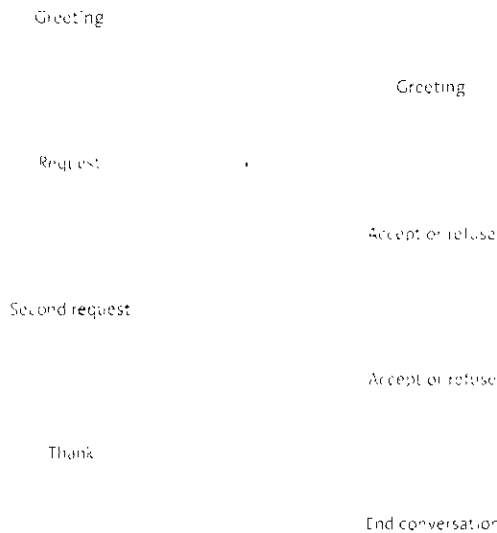 Greeting
Greeting
Request
Accept or refuse
Second request
Accept or refuse
Thank
End conversation